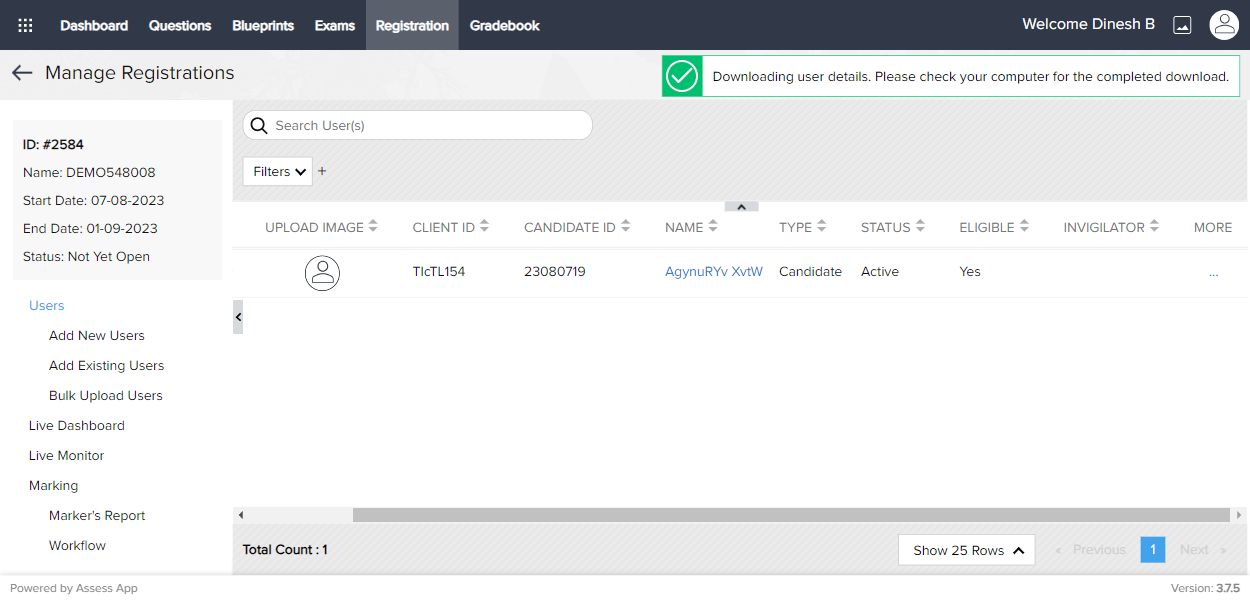 Dashboard Questions Blueprints Exams Registration Gradebook Welcome Dinesh B
Manage Registrations
Downloading user details. Please check your computer for the completed download.
ID: #2584
Name: DEMO548008
Start Date: 07-08-2023
End Date: 01-09-2023
Status: Not Yet Open
Users
Add New Users
Add Existing Users
Bulk Upload Users
Live Dashboard
Live Monitor
Marking
Marker's Report
Workflow
Search User(s)
Filters +
UPLOAD IMAGE CLIENT ID CANDIDATE ID NAME TYPE STATUS ELIGIBLE INVIGILATOR MORE
TIcTL154 23080719 AgynuRYv XvtW Candidate Active Yes ...
Total Count : 1 Show 25 Rows « Previous 1 Next »
Powered by Assess App Version: 3.7.5